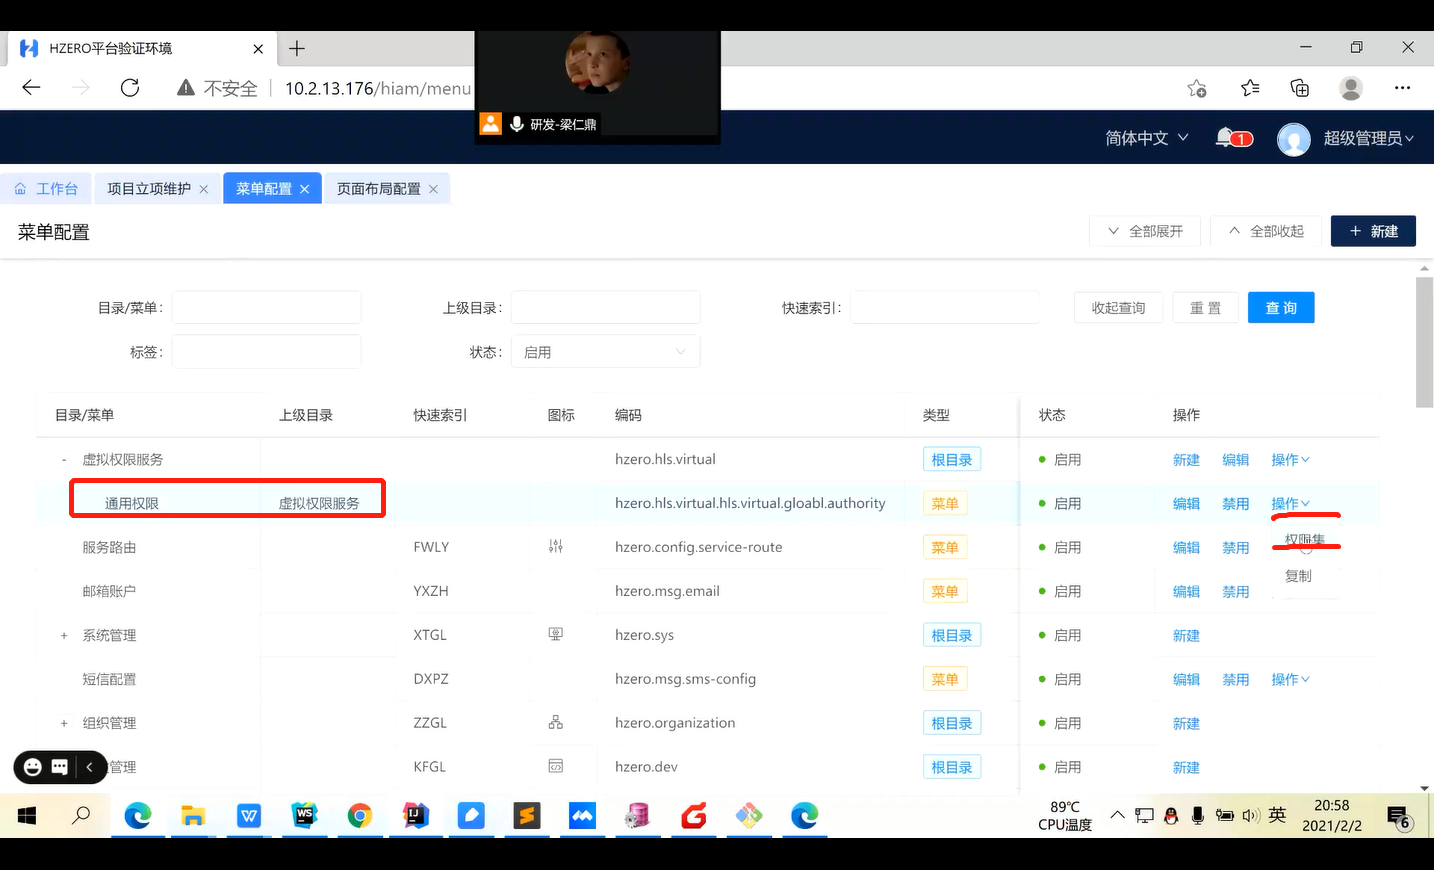 HZERO平台验证环境
不安全 10.2.13.176/hiam/menu
研发-梁仁鼎
简体中文 1 超级管理员
工作台 项目立项维护 菜单配置 页面布局配置
菜单配置 全部展开 全部收起 新建
目录/菜单: 上级目录: 快速索引: 收起查询 重置 查询
标签: 状态: 启用
目录/菜单 上级目录 快速索引 图标 编码 类型 状态 操作
- 虚拟权限服务 hzero.hls.virtual 根目录 启用 新建 编辑 操作
通用权限 虚拟权限服务 hzero.hls.virtual.hls.virtual.gloabl.authority 菜单 启用 编辑 禁用 操作
服务路由 FWLY hzero.config.service-route 菜单 启用 编辑 禁用 权限集
邮箱账户 YXZH hzero.msg.email 菜单 启用 编辑 禁用 复制
+ 系统管理 XTGL hzero.sys 根目录 启用 新建
短信配置 DXPZ hzero.msg.sms-config 菜单 启用 编辑 禁用 操作
+ 组织管理 ZZGL hzero.organization 根目录 启用 新建
管理 KFGL hzero.dev 根目录 启用 新建
89℃ 20:58
CPU温度 英 2021/2/2 6